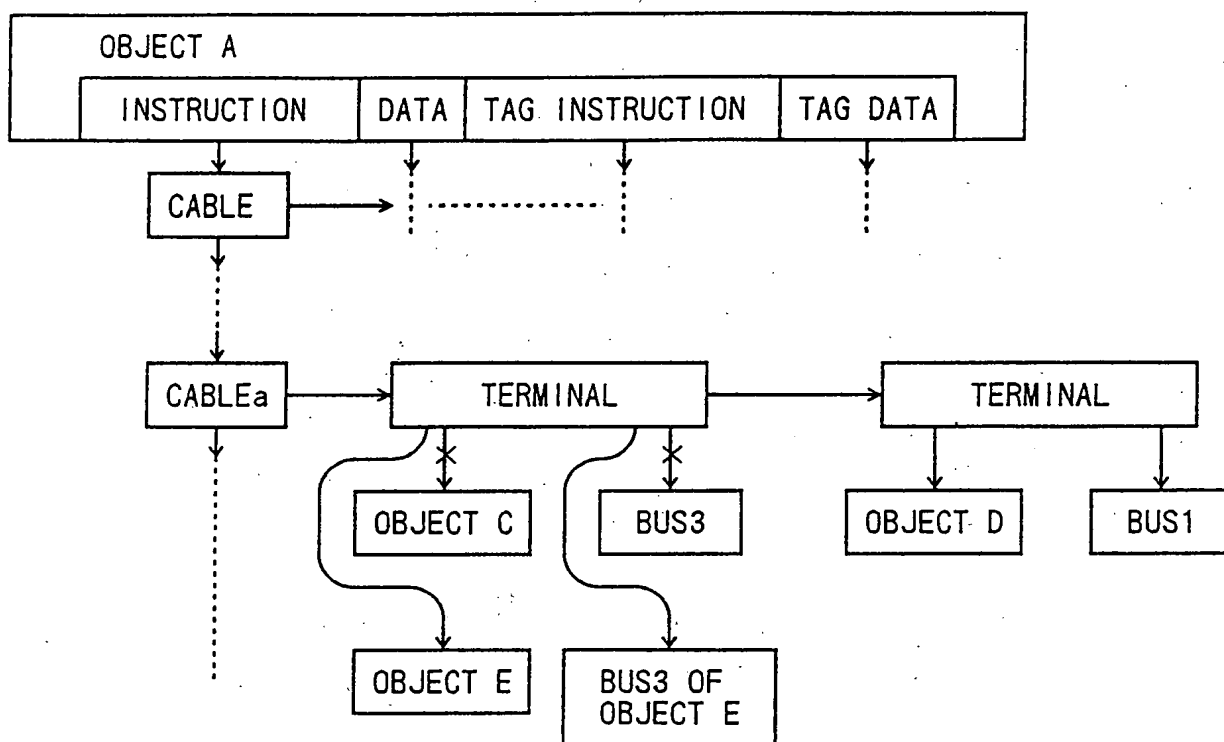 OBJECT A
INSTRUCTION DATA TAG INSTRUCTION TAG DATA
CABLE
CABLEa TERMINAL TERMINAL
OBJECT C BUS3 OBJECT D BUS1
OBJECT E BUS3 OF
OBJECT E